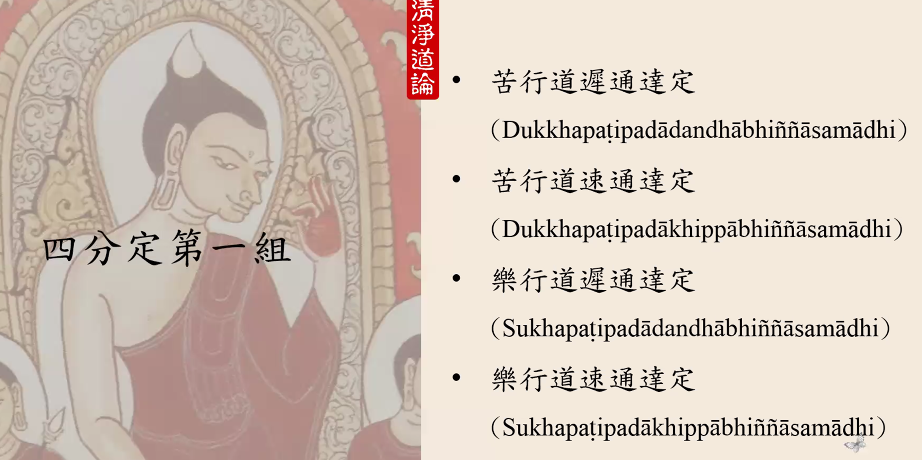 清淨道論
四分定第一組
• 苦行道遲通達定
（Dukkhapaṭipadādandhābhiññāsamādhi）
• 苦行道速通達定
（Dukkhapaṭipadākhippābhiññāsamādhi）
• 樂行道遲通達定
（Sukhapaṭipadādandhābhiññāsamādhi）
• 樂行道速通達定
（Sukhapaṭipadākhippābhiññāsamādhi）